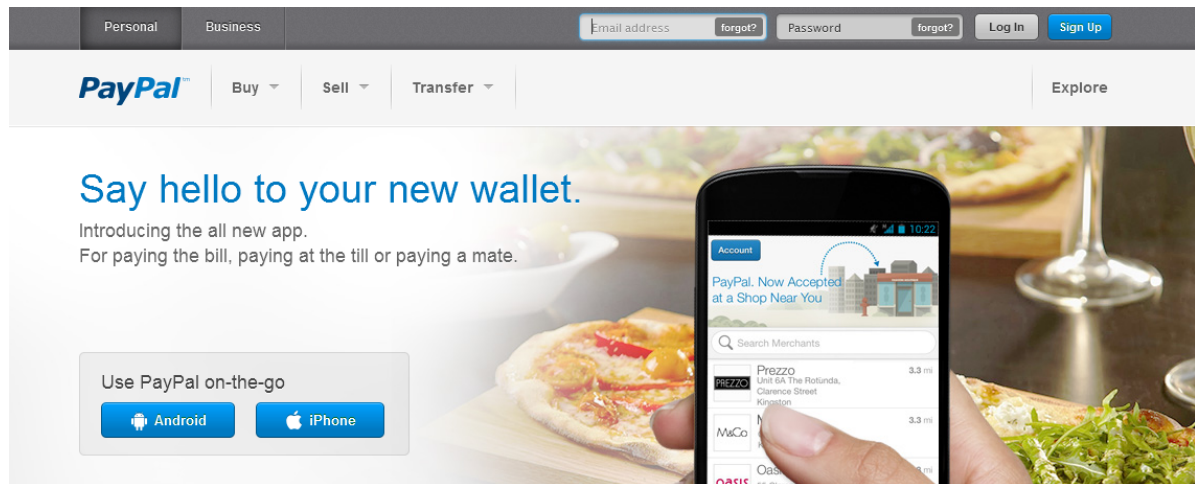 Personal Business Email address forgot? Password forgot? Log In Sign Up
PayPal™ Buy Sell Transfer Explore
Say hello to your new wallet.
Introducing the all new app.
For paying the bill, paying at the till or paying a mate.
Use PayPal on-the-go
Android iPhone
10:22
Account
PayPal. Now Accepted
at a Shop Near You
Search Merchants
PREZZO Prezzo 3.3 mi
Unit 6A The Rotunda,
Clarence Street
Kingston
M&Co 3.3 mi
oasis Oasis mi